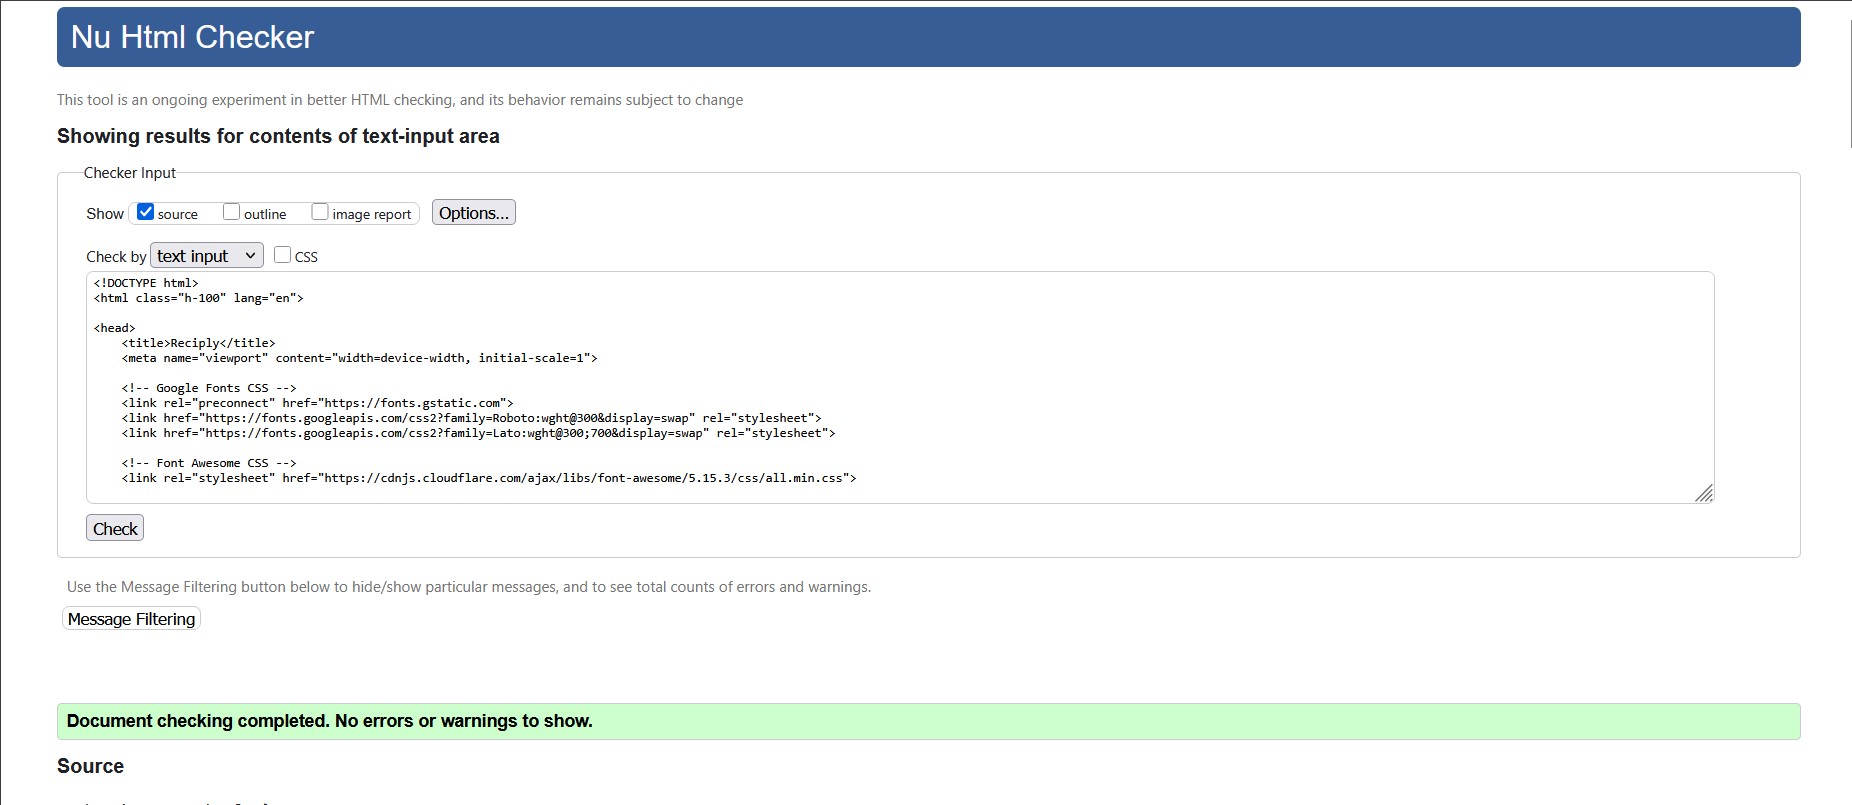 Nu Html Checker
This tool is an ongoing experiment in better HTML checking, and its behavior remains subject to change
Showing results for contents of text-input area
Checker Input
Show source outline image report Options...
Check by text input CSS
<!DOCTYPE html>
<html class="h-100" lang="en">
<head>
    <title>Reciply</title>
    <meta name="viewport" content="width=device-width, initial-scale=1">
    <!-- Google Fonts CSS -->
    <link rel="preconnect" href="https://fonts.gstatic.com">
    <link href="https://fonts.googleapis.com/css2?family=Roboto:wght@300&display=swap" rel="stylesheet">
    <link href="https://fonts.googleapis.com/css2?family=Lato:wght@300;700&display=swap" rel="stylesheet">
    <!-- Font Awesome CSS -->
    <link rel="stylesheet" href="https://cdnjs.cloudflare.com/ajax/libs/font-awesome/5.15.3/css/all.min.css">
Check
Use the Message Filtering button below to hide/show particular messages, and to see total counts of errors and warnings.
Message Filtering
Document checking completed. No errors or warnings to show.
Source